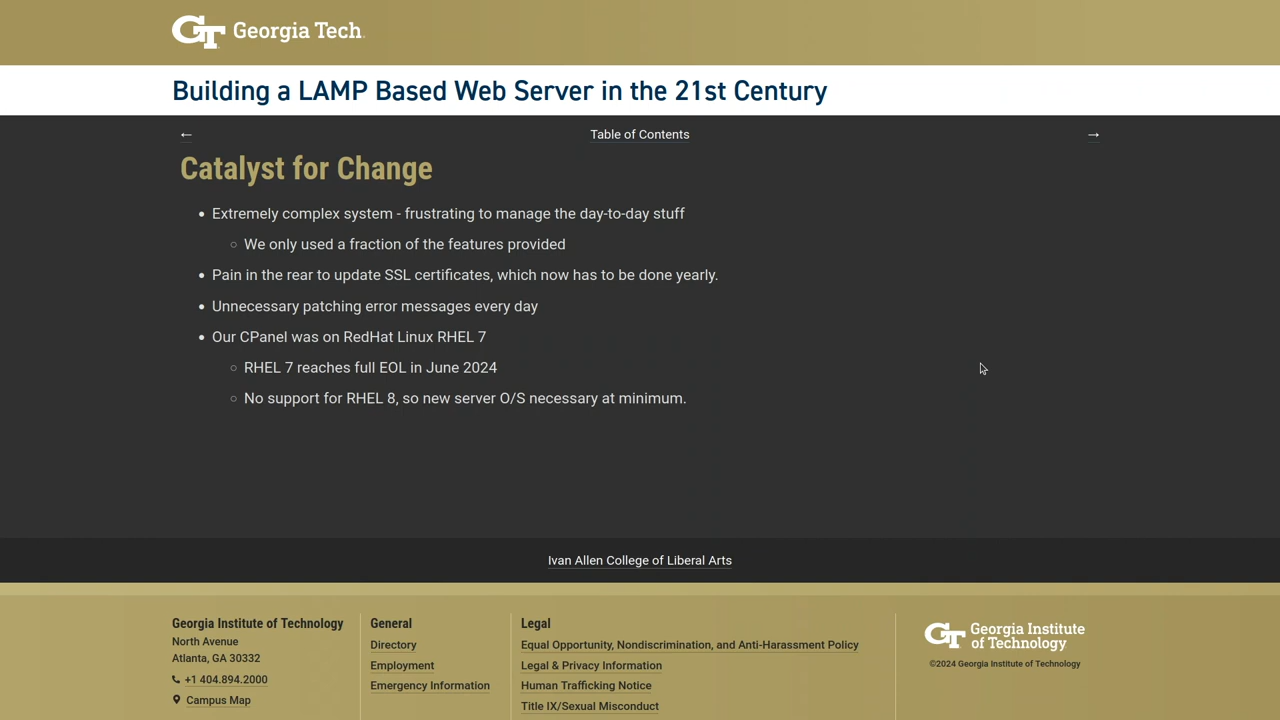 GT Georgia Tech.
Building a LAMP Based Web Server in the 21st Century
← Table of Contents →
Catalyst for Change
• Extremely complex system - frustrating to manage the day-to-day stuff
○ We only used a fraction of the features provided
• Pain in the rear to update SSL certificates, which now has to be done yearly.
• Unnecessary patching error messages every day
• Our CPanel was on RedHat Linux RHEL 7
○ RHEL 7 reaches full EOL in June 2024
○ No support for RHEL 8, so new server O/S necessary at minimum.
Ivan Allen College of Liberal Arts
Georgia Institute of Technology
North Avenue
Atlanta, GA 30332
+1 404.894.2000
Campus Map
General
Directory
Employment
Emergency Information
Legal
Equal Opportunity, Nondiscrimination, and Anti-Harassment Policy
Legal & Privacy Information
Human Trafficking Notice
Title IX/Sexual Misconduct
GT Georgia Institute
of Technology
©2024 Georgia Institute of Technology